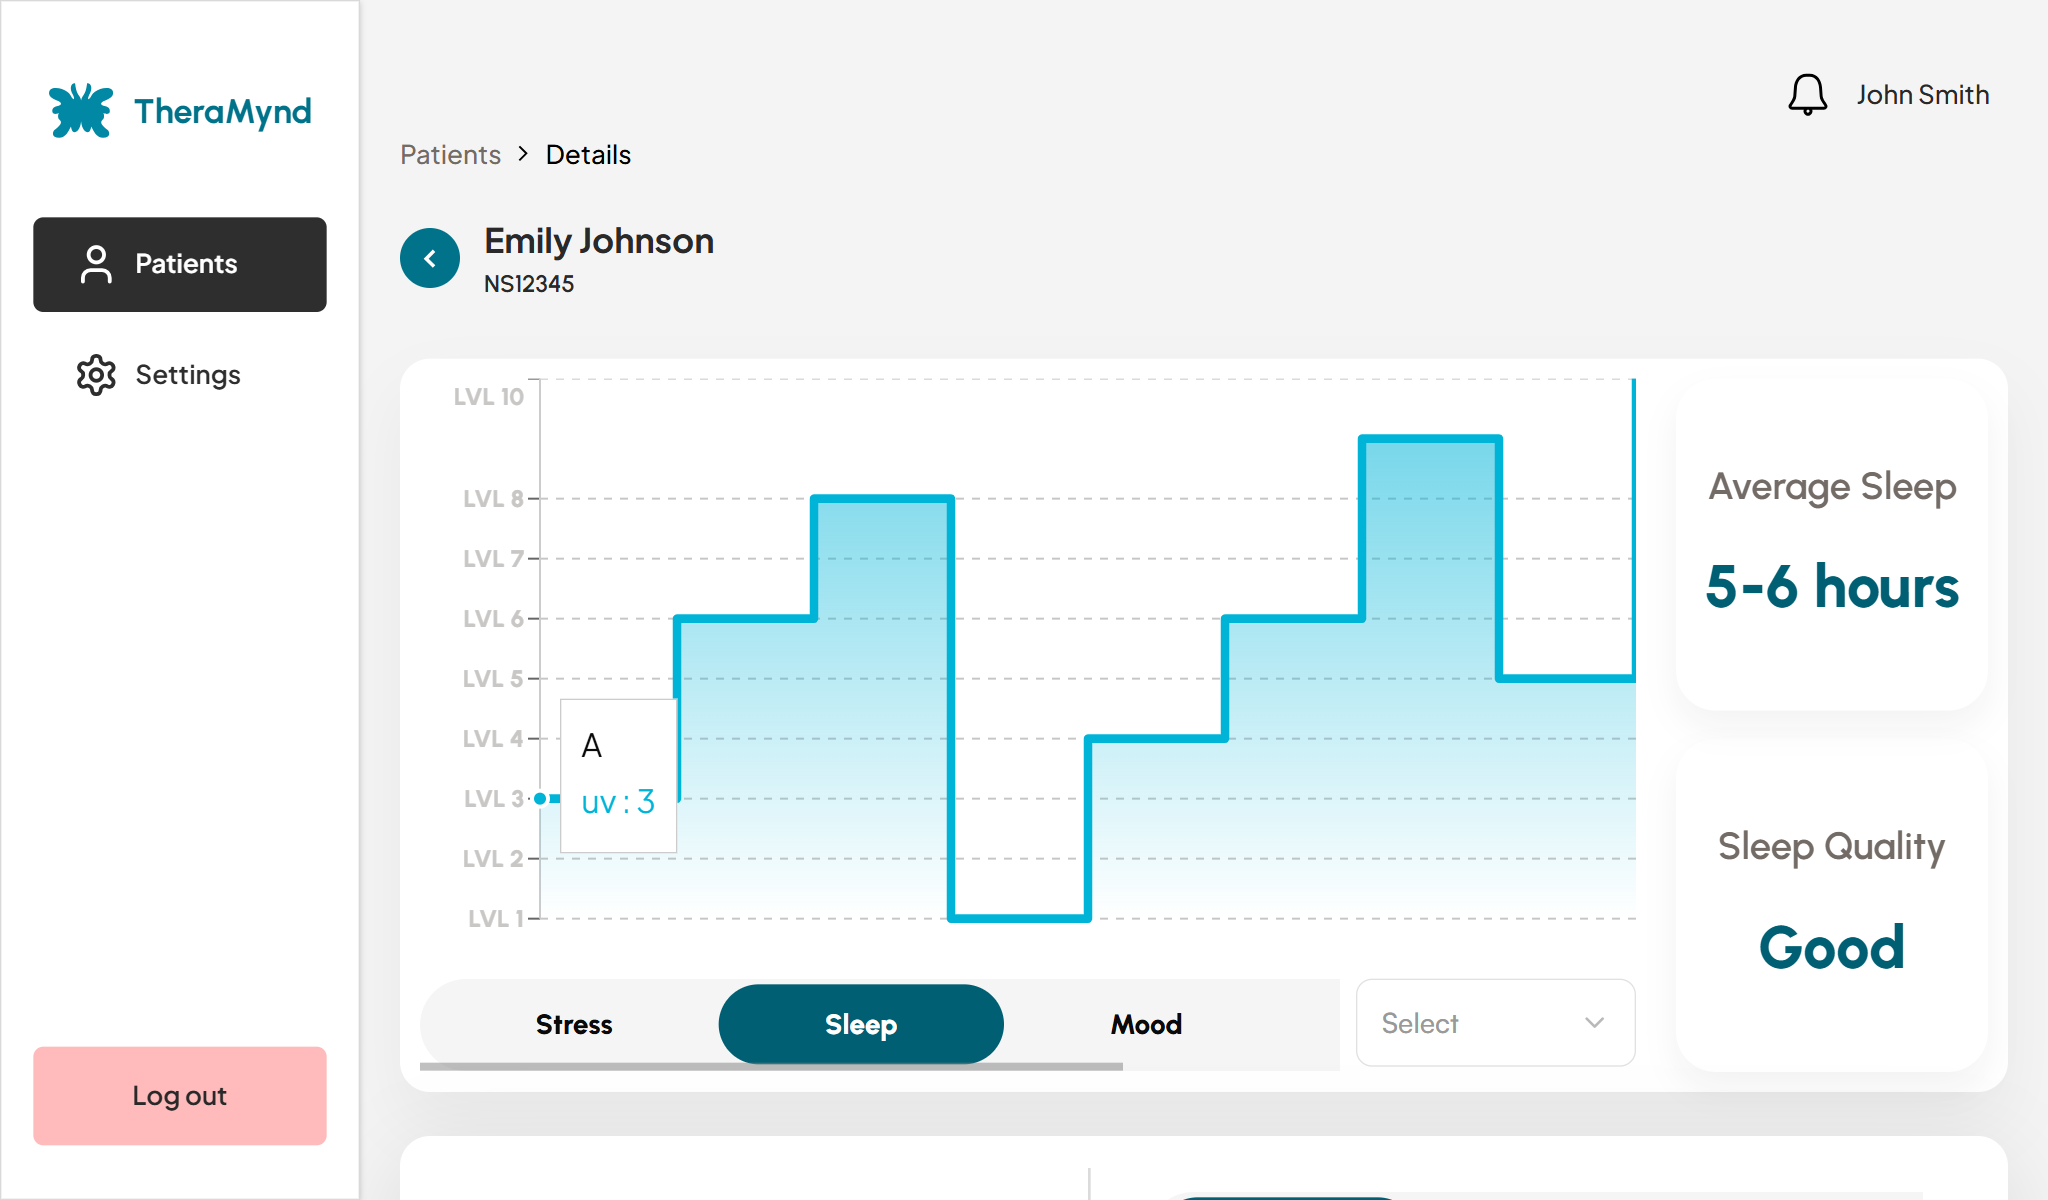 TheraMynd
John Smith
Patients > Details
Patients
Emily Johnson
NS12345
Settings
LVL 10
LVL 8
LVL 7
LVL 6
LVL 5
LVL 4
LVL 3
LVL 2
LVL 1
A
uv : 3
Average Sleep
5-6 hours
Sleep Quality
Good
Stress
Sleep
Mood
Select
Log out